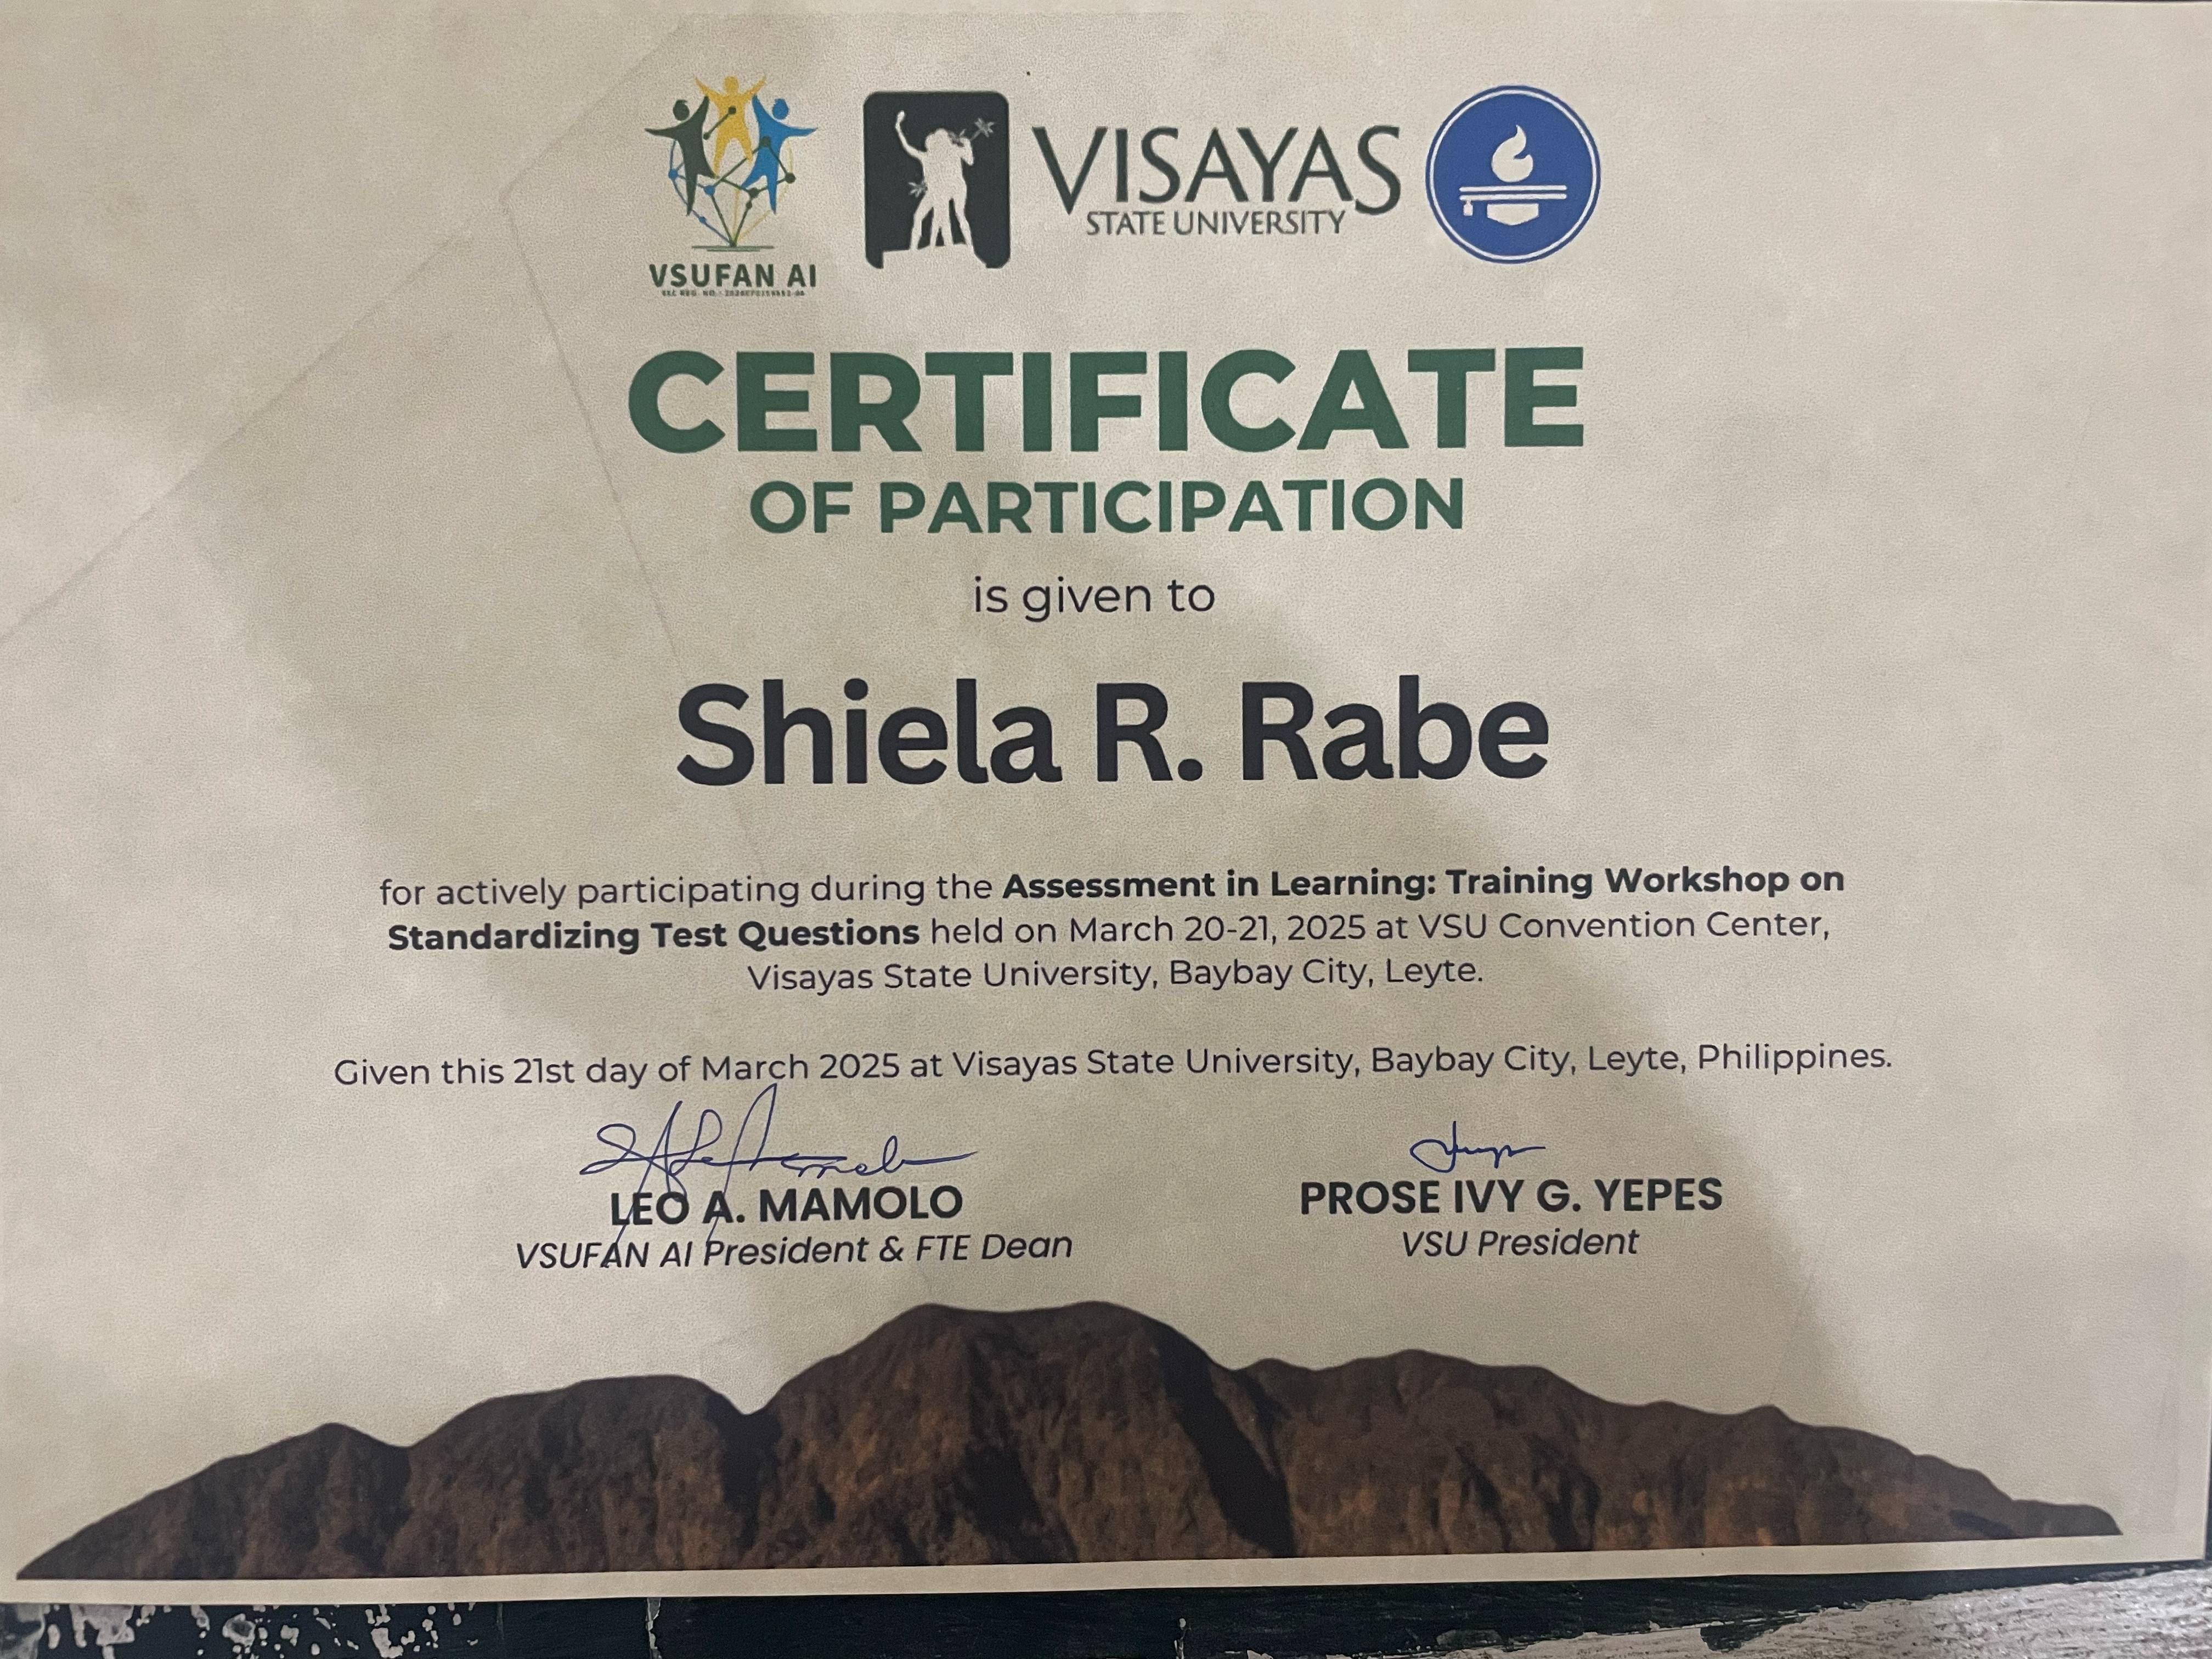 VSUFAN AI
VISAYAS
STATE UNIVERSITY
CERTIFICATE
OF PARTICIPATION
is given to
Shiela R. Rabe
for actively participating during the Assessment in Learning: Training Workshop on
Standardizing Test Questions held on March 20-21, 2025 at VSU Convention Center,
Visayas State University, Baybay City, Leyte.
Given this 21st day of March 2025 at Visayas State University, Baybay City, Leyte, Philippines.
LEO A. MAMOLO
VSUFAN AI President & FTE Dean
PROSE IVY G. YEPES
VSU President